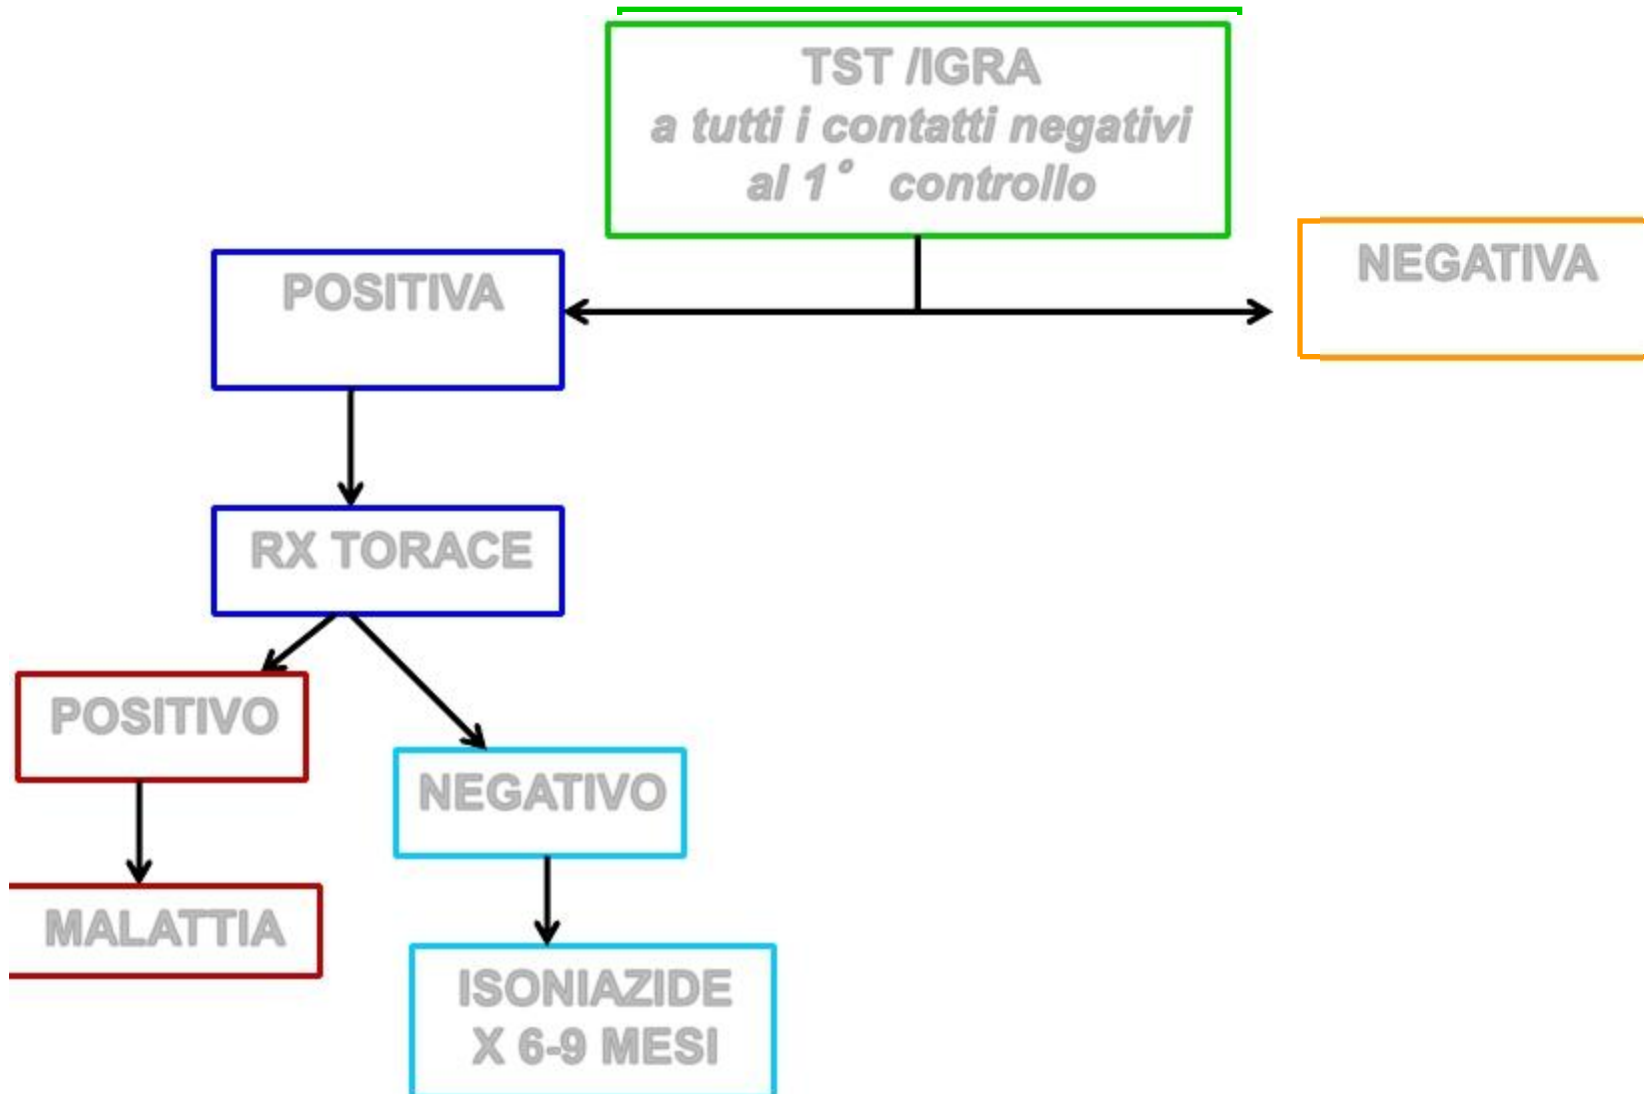 TST /IGRA
a tutti i contatti negativi
al 1° controllo
POSITIVA
NEGATIVA
RX TORACE
POSITIVO
NEGATIVO
MALATTIA
ISONIAZIDE
X 6-9 MESI